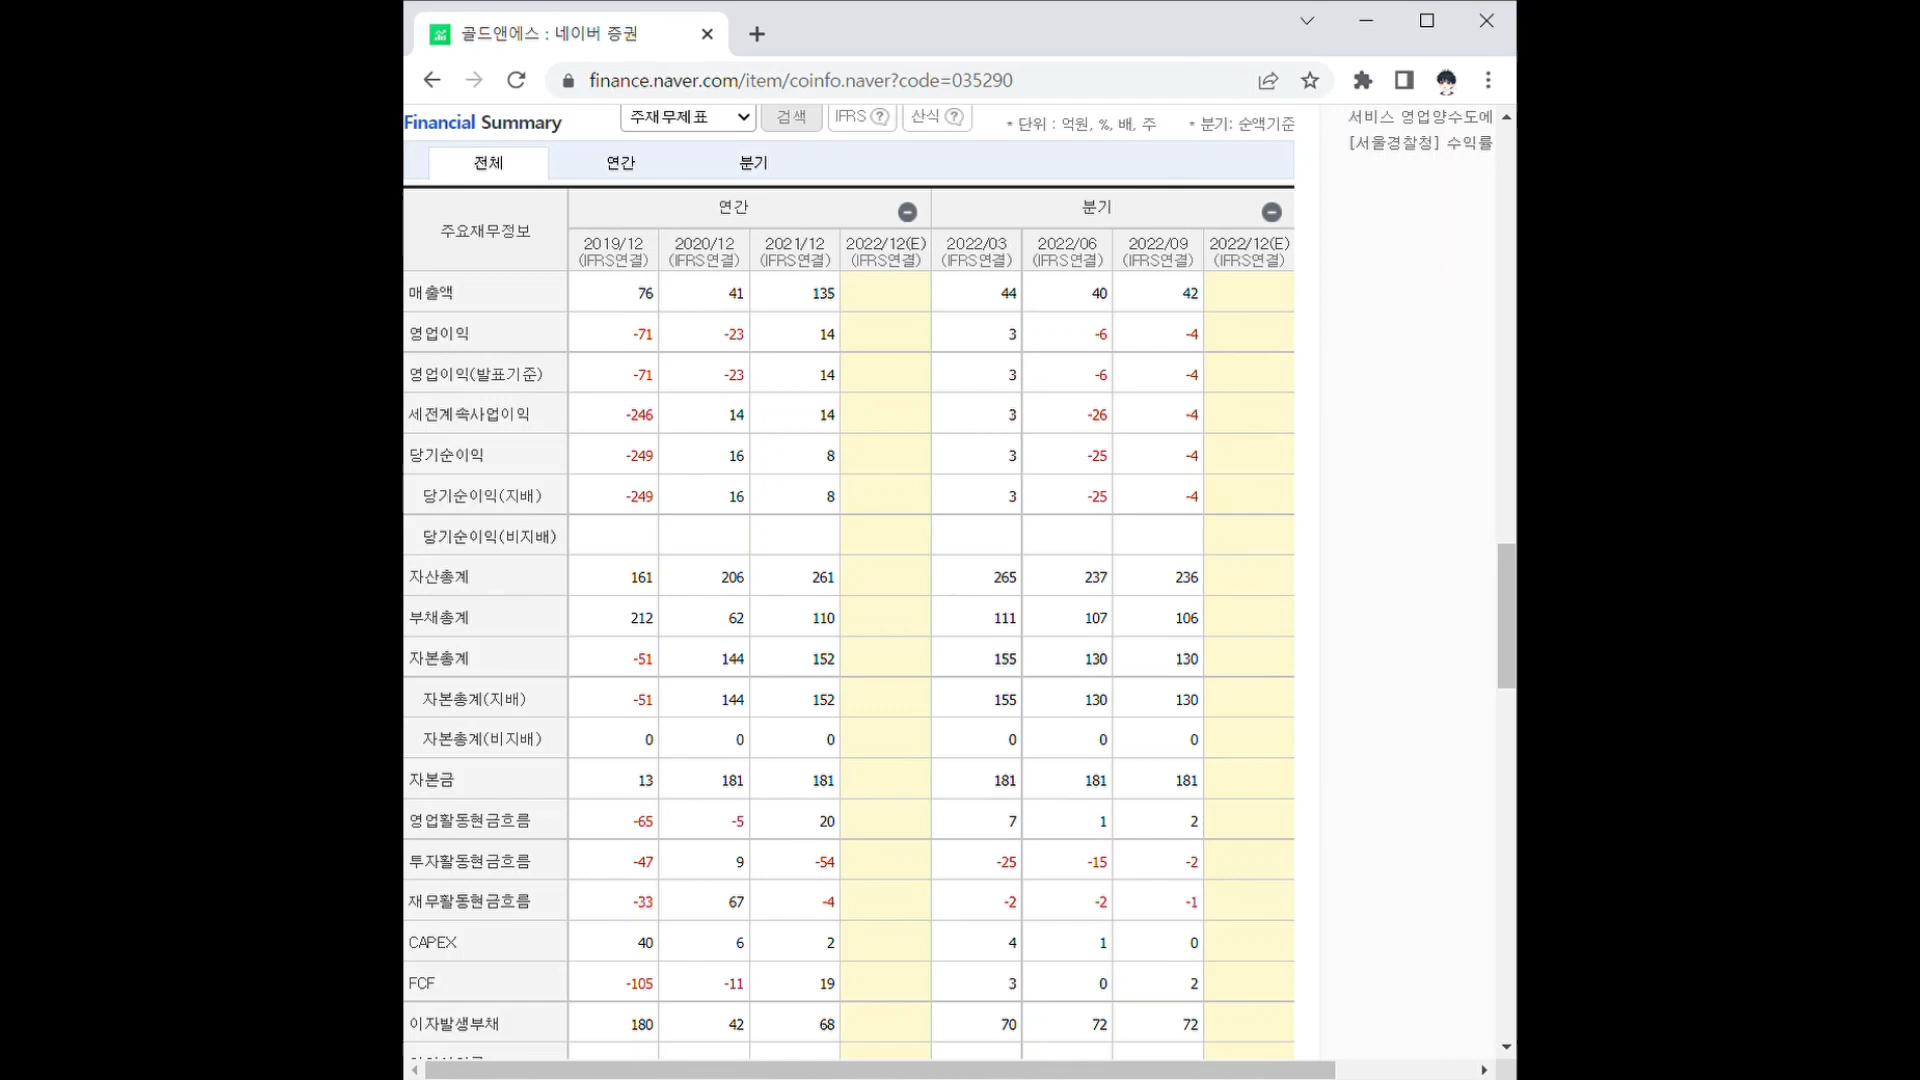 골드앤에스 : 네이버 증권
finance.naver.com/item/coinfo.naver?code=035290
Financial Summary
주재무제표
검색
IFRS ?
산식 ?
* 단위 : 억원, %, 배, 주
* 분기: 순액기준
서비스 영업양수도에
[서울경찰청] 수익률
전체 연간 분기
주요재무정보 연간 분기
2019/12 2020/12 2021/12 2022/12(E) 2022/03 2022/06 2022/09 2022/12(E)
(IFRS연결) (IFRS연결) (IFRS연결) (IFRS연결) (IFRS연결) (IFRS연결) (IFRS연결) (IFRS연결)
매출액 76 41 135 44 40 42
영업이익 -71 -23 14 3 -6 -4
영업이익(발표기준) -71 -23 14 3 -6 -4
세전계속사업이익 -246 14 14 3 -26 -4
당기순이익 -249 16 8 3 -25 -4
당기순이익(지배) -249 16 8 3 -25 -4
당기순이익(비지배)
자산총계 161 206 261 265 237 236
부채총계 212 62 110 111 107 106
자본총계 -51 144 152 155 130 130
자본총계(지배) -51 144 152 155 130 130
자본총계(비지배) 0 0 0 0 0 0
자본금 13 181 181 181 181 181
영업활동현금흐름 -65 -5 20 7 1 2
투자활동현금흐름 -47 9 -54 -25 -15 -2
재무활동현금흐름 -33 67 -4 -2 -2 -1
CAPEX 40 6 2 4 1 0
FCF -105 -11 19 3 0 2
이자발생부채 180 42 68 70 72 72